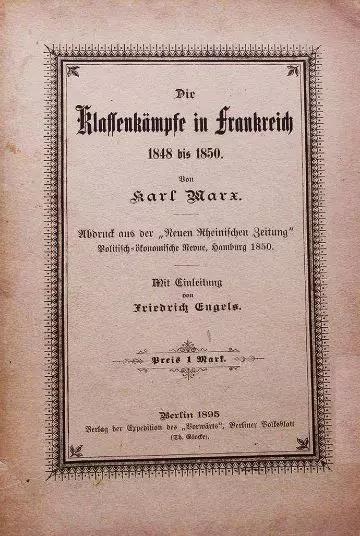 Die
Klassenkämpfe in Frankreich
1848 bis 1850.
Von
Karl Marx.
Abdruck aus der „Neuen Rheinischen Zeitung“
Politisch-ökonomische Revue, Hamburg 1850.
Mit Einleitung
von
Friedrich Engels.
Preis 1 Mark.
Berlin 1895
Verlag der Expedition des „Vorwärts“, Berliner Volksblatt
(Th. Glocke).